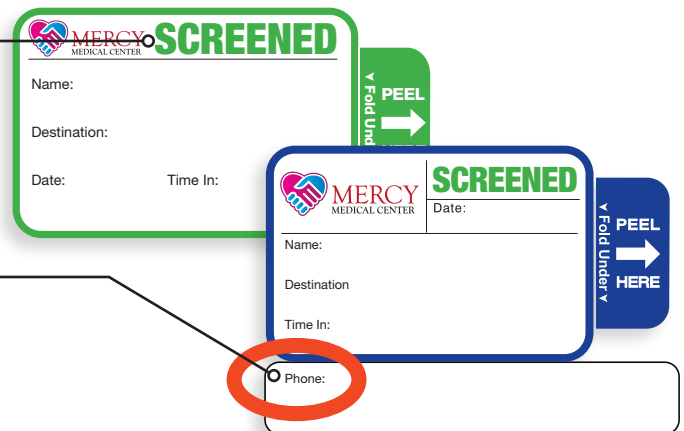 MERCY
MEDICAL CENTER
SCREENED
Name:
Destination:
Date: Time In:
PEEL
Fold
MERCY
MEDICAL CENTER
SCREENED
Date:
Name:
Destination
Time In:
PEEL
Fold Under
HERE
Phone: